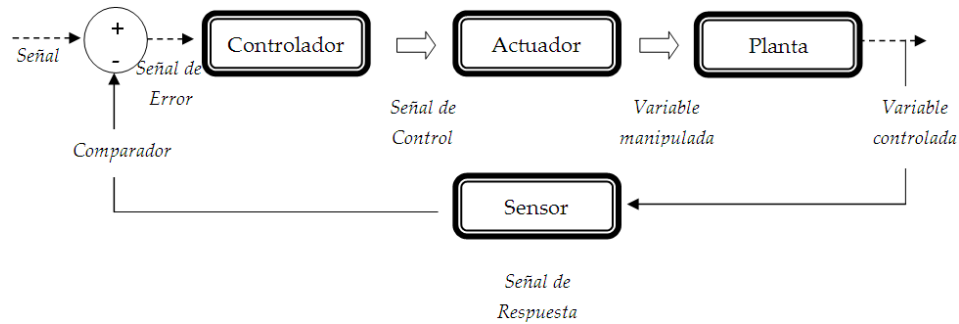 +
-
Señal
Señal de
Error
Controlador
Señal de
Control
Actuador
Variable
manipulada
Planta
Variable
controlada
Comparador
Sensor
Señal de
Respuesta